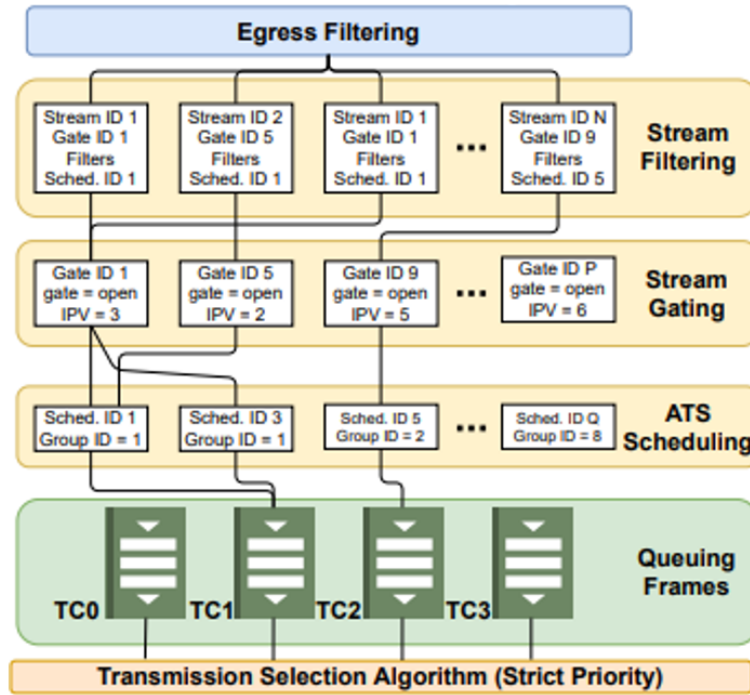 Egress Filtering
Stream ID 1
Gate ID 1
Filters
Sched. ID 1
Stream ID 2
Gate ID 5
Filters
Sched. ID 1
Stream ID 1
Gate ID 1
Filters
Sched. ID 1
...
Stream ID N
Gate ID 9
Filters
Sched. ID 5
Stream
Filtering
Gate ID 1
gate = open
IPV = 3
Gate ID 5
gate = open
IPV = 2
Gate ID 9
gate = open
IPV = 5
...
Gate ID P
gate = open
IPV = 6
Stream
Gating
Sched. ID 1
Group ID = 1
Sched. ID 3
Group ID = 1
Sched. ID 5
Group ID = 2
...
Sched. ID Q
Group ID = 8
ATS
Scheduling
TC0
TC1
TC2
TC3
Queuing
Frames
Transmission Selection Algorithm (Strict Priority)